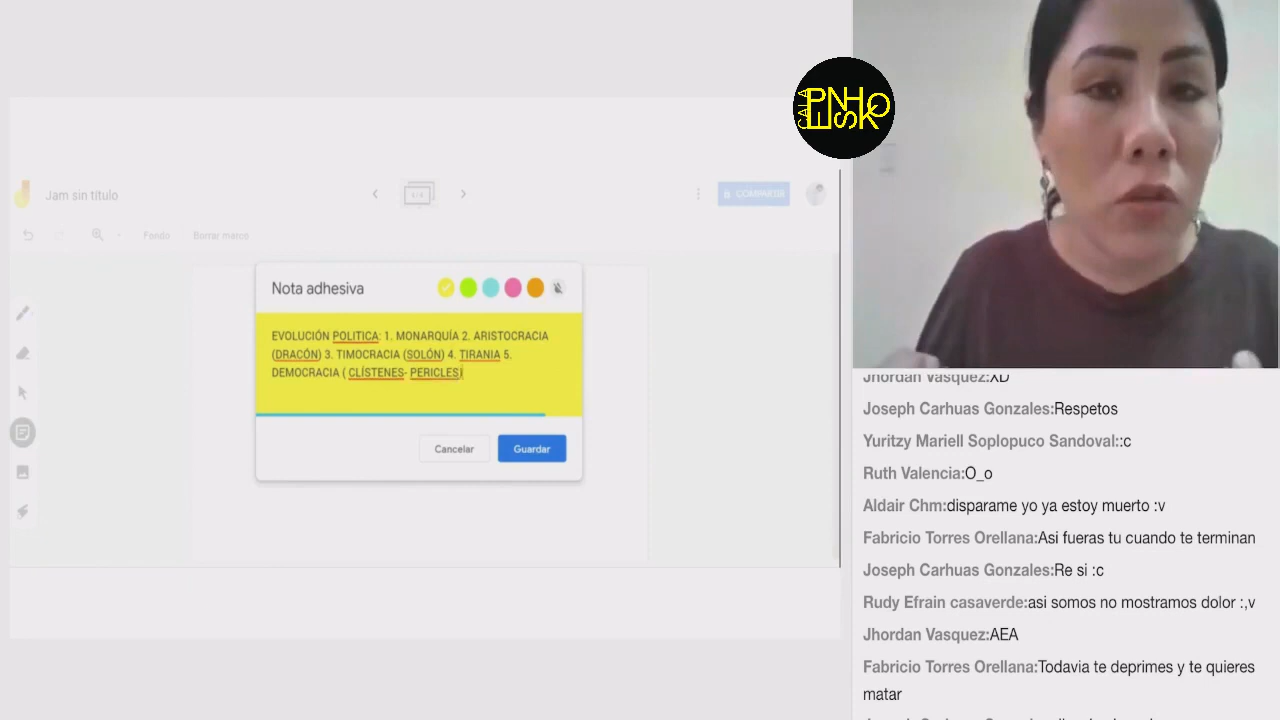 CALA
PENHSKO
Jam sin título
COMPARTIR
Fondo
Borrar marco
Nota adhesiva
EVOLUCIÓN POLITICA: 1. MONARQUÍA 2. ARISTOCRACIA
(DRACÓN) 3. TIMOCRACIA (SOLÓN) 4. TIRANIA 5.
DEMOCRACIA ( CLÍSTENES- PERICLES)
Cancelar
Guardar
Jhordan Vasquez:XD
Joseph Carhuas Gonzales:Respetos
Yuritzy Mariell Soplopuco Sandoval::c
Ruth Valencia:O_o
Aldair Chm:disparame yo ya estoy muerto :v
Fabricio Torres Orellana:Asi fueras tu cuando te terminan
Joseph Carhuas Gonzales:Re si :c
Rudy Efrain casaverde:asi somos no mostramos dolor :,v
Jhordan Vasquez:AEA
Fabricio Torres Orellana:Todavia te deprimes y te quieres
matar